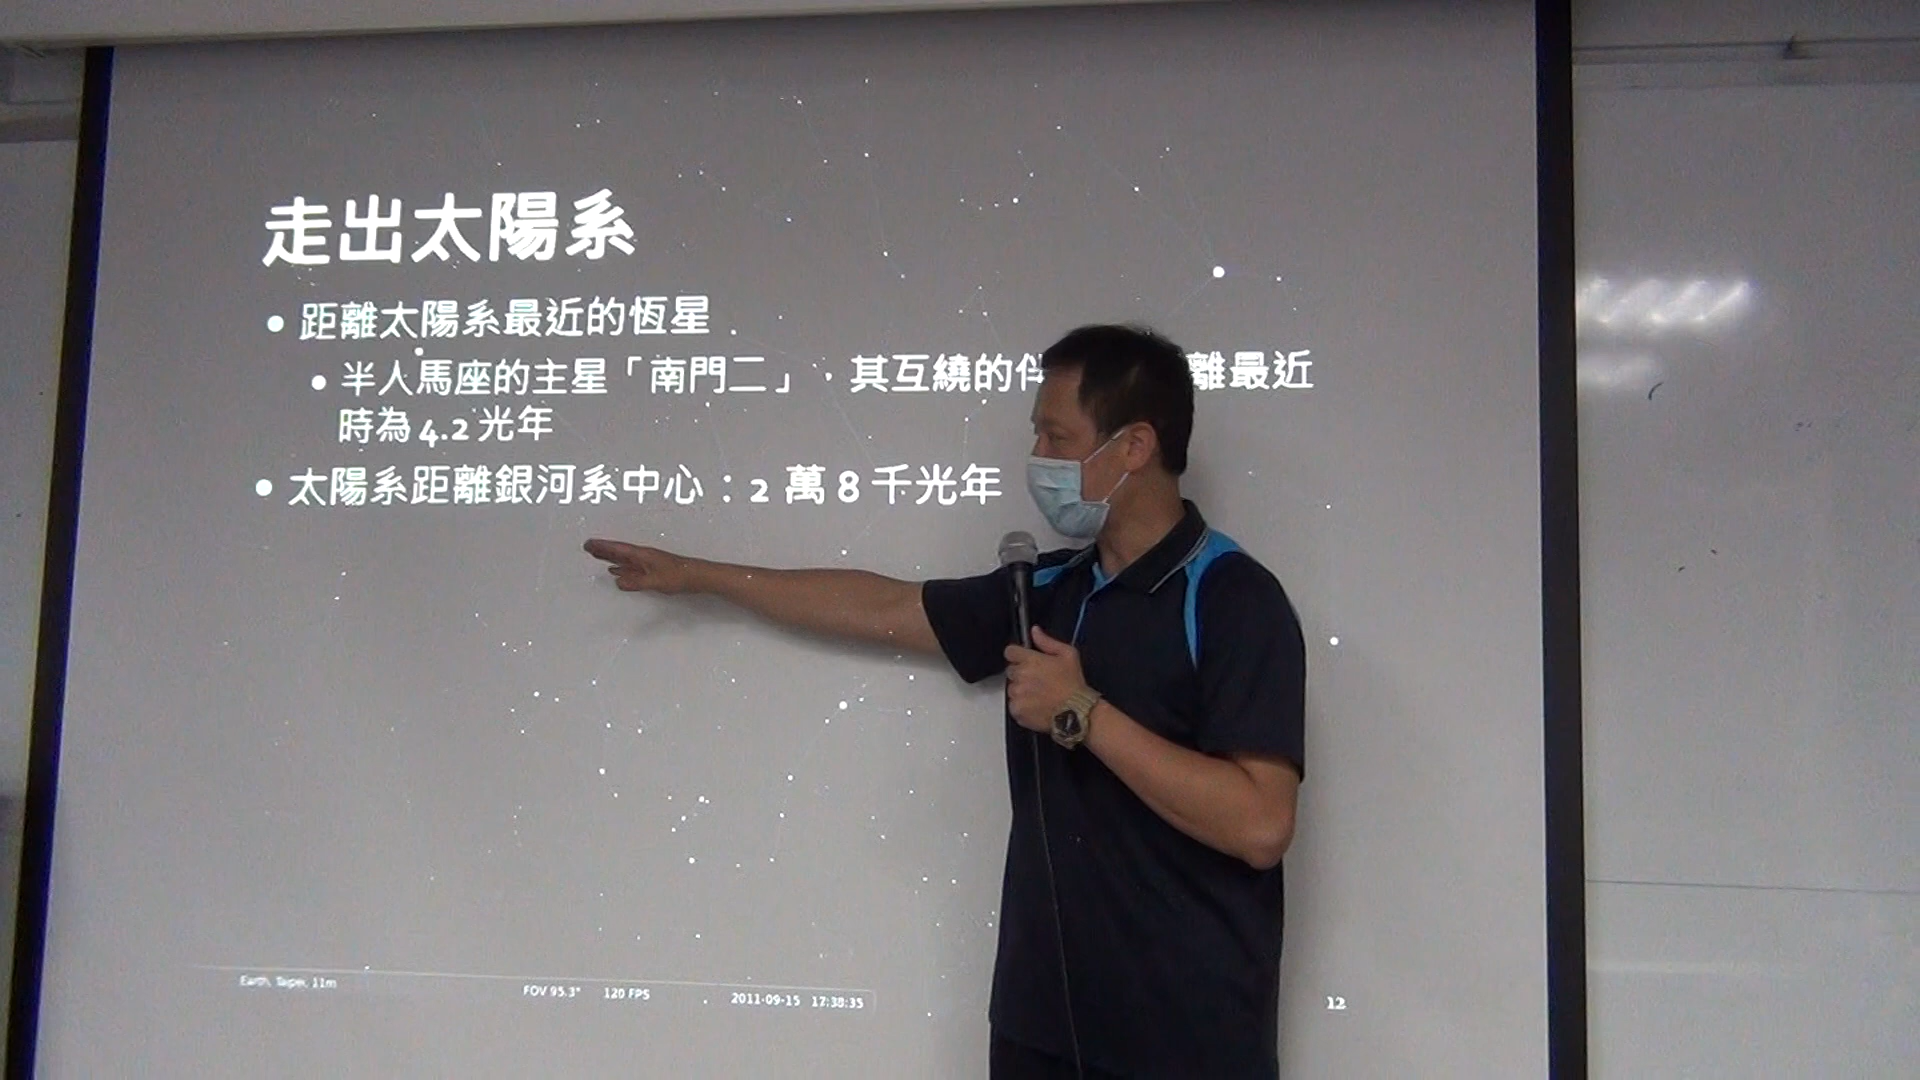 走出太陽系
• 距離太陽系最近的恆星
• 半人馬座的主星「南門二」，其互繞的伴 離最近
時為 4.2 光年
• 太陽系距離銀河系中心：2 萬 8 千光年
Earth, Taipei, 11m FOV 95.3° 120 FPS 2011-09-15 17:38:35
12